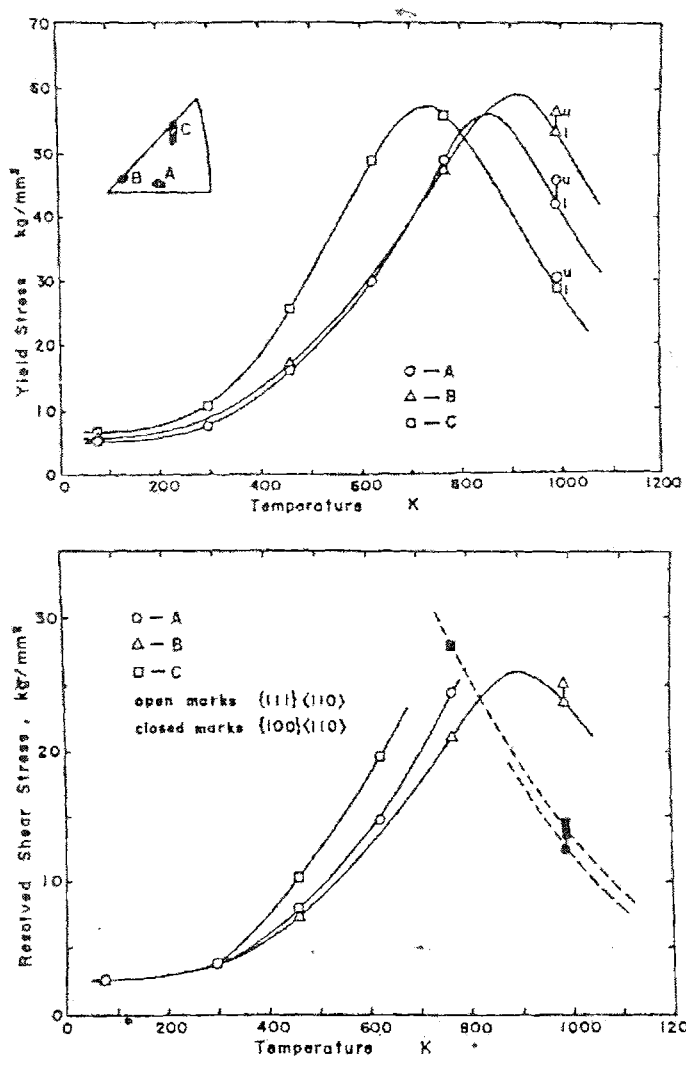 70
60
50
40
30
20
10
0
Yield Stress kg/mm²
C
B
A
u
l
u
l
u
l
○ — A
△ — B
□ — C
0 200 400 600 800 1000 1200
Temperature K
30
20
10
0
Resolved Shear Stress, kg/mm²
○ — A
△ — B
□ — C
open marks {111}⟨110⟩
closed marks {100}⟨110⟩
0 200 400 600 800 1000 120
Temperature K